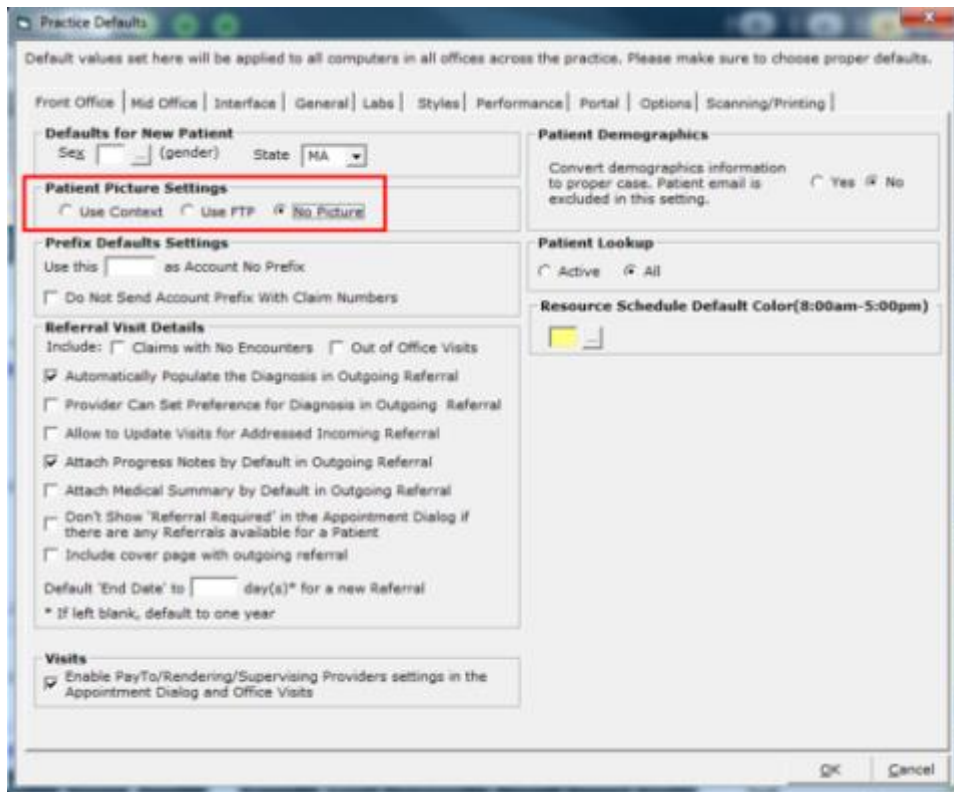 Practice Defaults
Default values set here will be applied to all computers in all offices across the practice. Please make sure to choose proper defaults.
Front Office | Mid Office | Interface | General | Labs | Styles | Performance | Portal | Options | Scanning/Printing |
Defaults for New Patient
Sex ... (gender) State MA
Patient Picture Settings
Use Context Use FTP No Picture
Prefix Defaults Settings
Use this as Account No Prefix
Do Not Send Account Prefix With Claim Numbers
Referral Visit Details
Include: Claims with No Encounters Out of Office Visits
Automatically Populate the Diagnosis in Outgoing Referral
Provider Can Set Preference for Diagnosis in Outgoing Referral
Allow to Update Visits for Addressed Incoming Referral
Attach Progress Notes by Default in Outgoing Referral
Attach Medical Summary by Default in Outgoing Referral
Don't Show 'Referral Required' in the Appointment Dialog if
there are any Referrals available for a Patient
Include cover page with outgoing referral
Default 'End Date' to day(s)* for a new Referral
* If left blank, default to one year
Visits
Enable PayTo/Rendering/Supervising Providers settings in the
Appointment Dialog and Office Visits
Patient Demographics
Convert demographics information
to proper case. Patient email is
excluded in this setting.
Yes No
Patient Lookup
Active All
Resource Schedule Default Color(8:00am-5:00pm)
...
OK Cancel